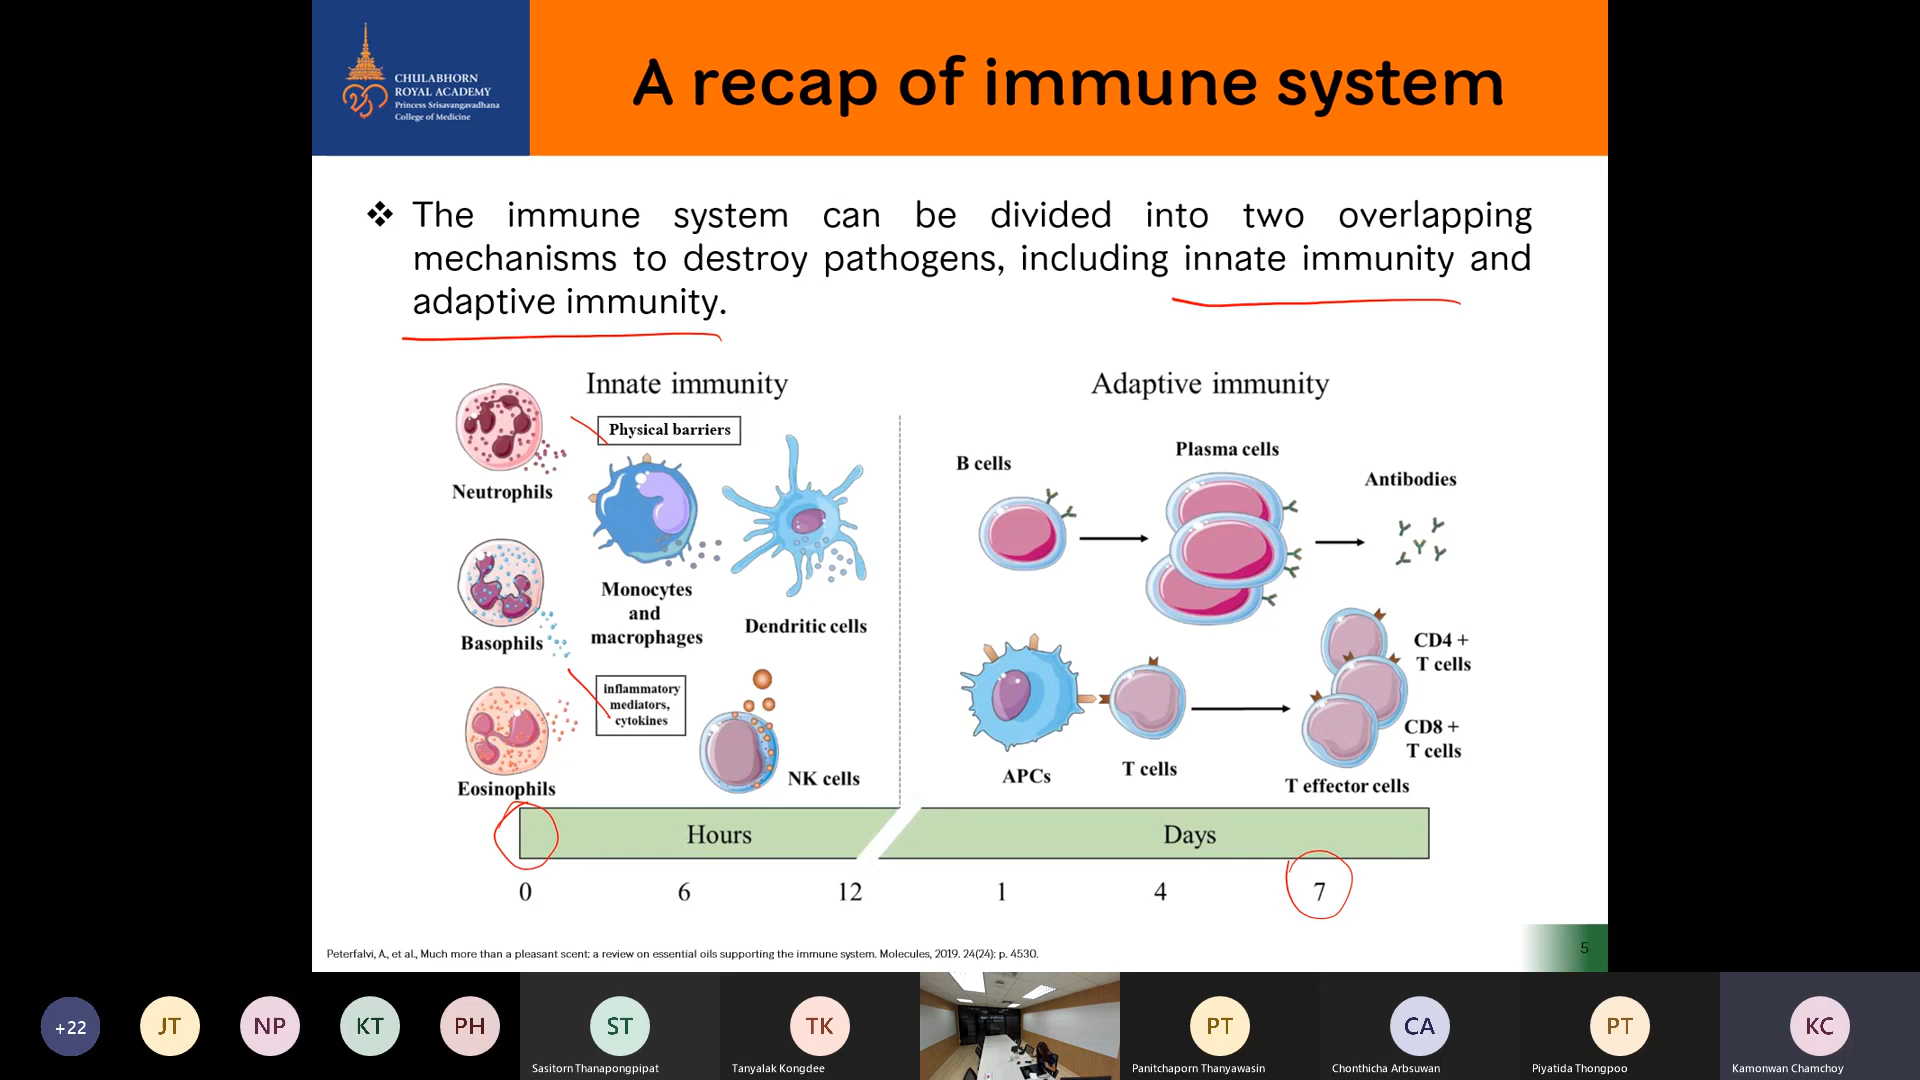 CHULABHORN
ROYAL ACADEMY
Princess Srisavangavadhana
College of Medicine
A recap of immune system
❖ The immune system can be divided into two overlapping
mechanisms to destroy pathogens, including innate immunity and
adaptive immunity.
Innate immunity
Neutrophils
Physical barriers
Monocytes
and
macrophages
Dendritic cells
Basophils
inflammatory
mediators,
cytokines
Eosinophils
NK cells
Adaptive immunity
B cells
Plasma cells
Antibodies
APCs
T cells
CD4 +
T cells
CD8 +
T cells
T effector cells
Hours
Days
0 6 12 1 4 7
Peterfalvi, A., et al., Much more than a pleasant scent: a review on essential oils supporting the immune system. Molecules, 2019. 24(24): p. 4530.
5
+22
JT
NP
KT
PH
ST
Sasitorn Thanapongpipat
TK
Tanyalak Kongdee
PT
Panitchaporn Thanyawasin
CA
Chonthicha Arbsuwan
PT
Piyatida Thongpoo
KC
Kamonwan Chamchoy